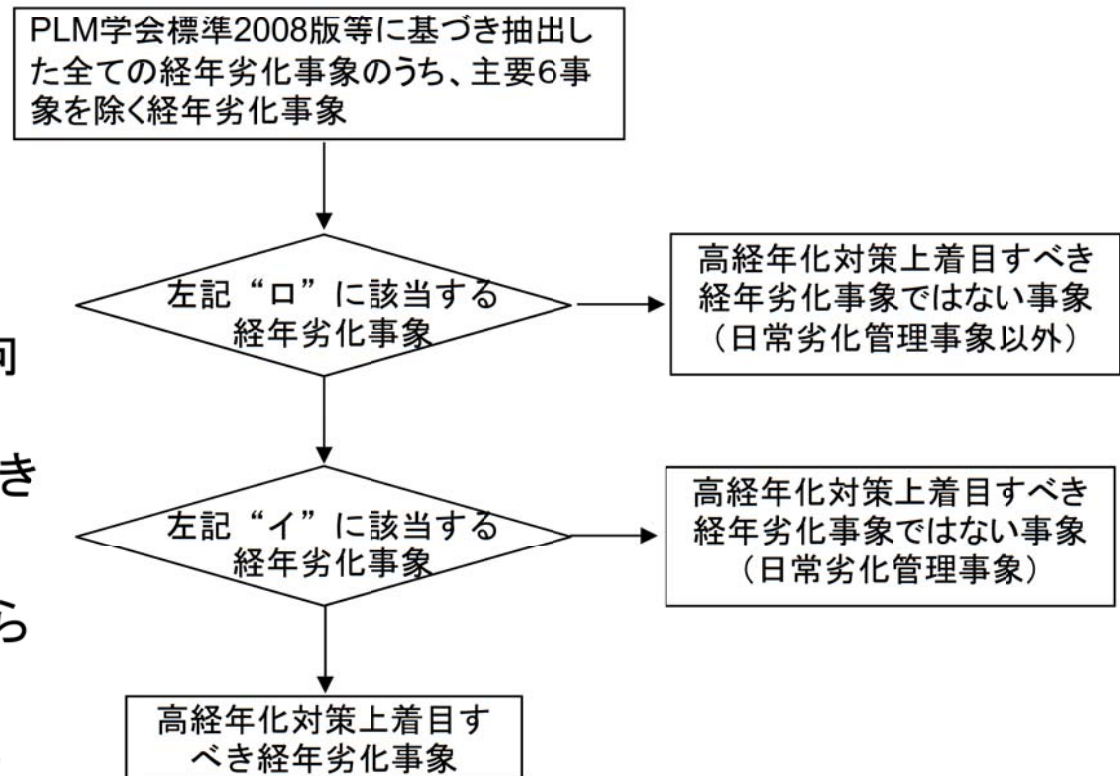 PLM学会標準2008版等に基づき抽出し
た全ての経年劣化事象のうち、主要6事
象を除く経年劣化事象
左記“ロ”に該当する
経年劣化事象
高経年化対策上着目すべき
経年劣化事象ではない事象
（日常劣化管理事象以外）
き
左記“イ”に該当する
経年劣化事象
高経年化対策上着目すべき
経年劣化事象ではない事象
（日常劣化管理事象）
ら
高経年化対策上着目す
べき経年劣化事象